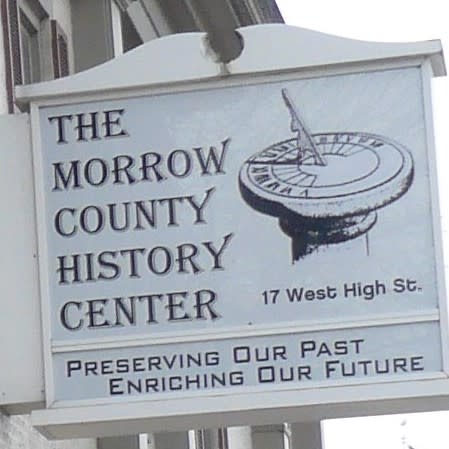 THE
MORROW
COUNTY
HISTORY
CENTER
17 West High St.
PRESERVING OUR PAST
ENRICHING OUR FUTURE